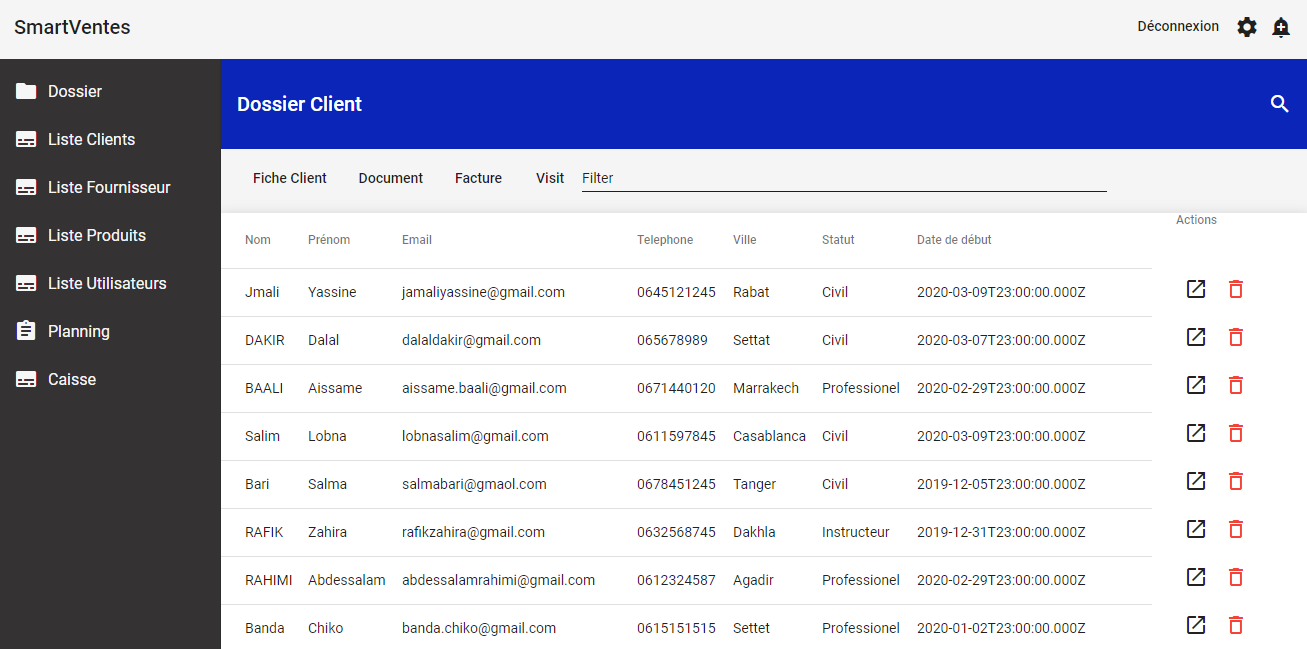 SmartVentes
Déconnexion
Dossier
Liste Clients
Liste Fournisseur
Liste Produits
Liste Utilisateurs
Planning
Caisse
Dossier Client
Fiche Client Document Facture Visit Filter
Nom Prénom Email Telephone Ville Statut Date de début Actions
Jmali Yassine jamaliyassine@gmail.com 0645121245 Rabat Civil 2020-03-09T23:00:00.000Z
DAKIR Dalal dalaldakir@gmail.com 065678989 Settat Civil 2020-03-07T23:00:00.000Z
BAALI Aissame aissame.baali@gmail.com 0671440120 Marrakech Professionel 2020-02-29T23:00:00.000Z
Salim Lobna lobnasalim@gmail.com 0611597845 Casablanca Civil 2020-03-09T23:00:00.000Z
Bari Salma salmabari@gmaol.com 0678451245 Tanger Civil 2019-12-05T23:00:00.000Z
RAFIK Zahira rafikzahira@gmail.com 0632568745 Dakhla Instructeur 2019-12-31T23:00:00.000Z
RAHIMI Abdessalam abdessalamrahimi@gmail.com 0612324587 Agadir Professionel 2020-02-29T23:00:00.000Z
Banda Chiko banda.chiko@gmail.com 0615151515 Settet Professionel 2020-01-02T23:00:00.000Z